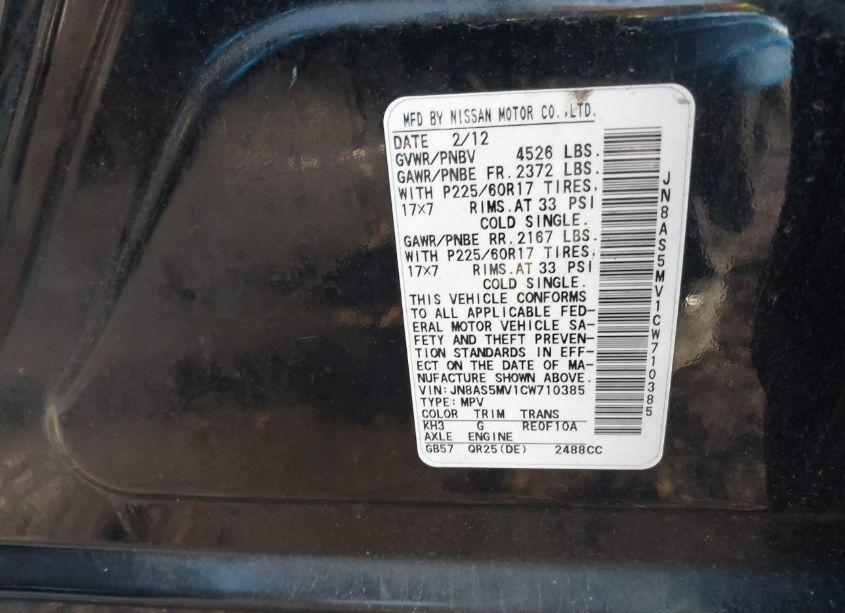 MFD BY NISSAN MOTOR CO.,LTD.
DATE 2/12
GVWR/PNBV 4526 LBS.
GAWR/PNBE FR. 2372 LBS.
WITH P225/60R17 TIRES,
17×7 RIMS. AT 33 PSI
COLD SINGLE.
GAWR/PNBE RR. 2167 LBS.
WITH P225/60R17 TIRES,
17×7 RIMS. AT 33 PSI
COLD SINGLE.
THIS VEHICLE CONFORMS
TO ALL APPLICABLE FED-
ERAL MOTOR VEHICLE SA-
FETY AND THEFT PREVEN-
TION STANDARDS IN EFF-
ECT ON THE DATE OF MA-
NUFACTURE SHOWN ABOVE.
VIN: JN8AS5MV1CW710385
TYPE: MPV
COLOR TRIM TRANS
KH3 G RE0F10A
AXLE ENGINE
GB57 QR25(DE) 2488CC
JN8AS5MV1CW710385